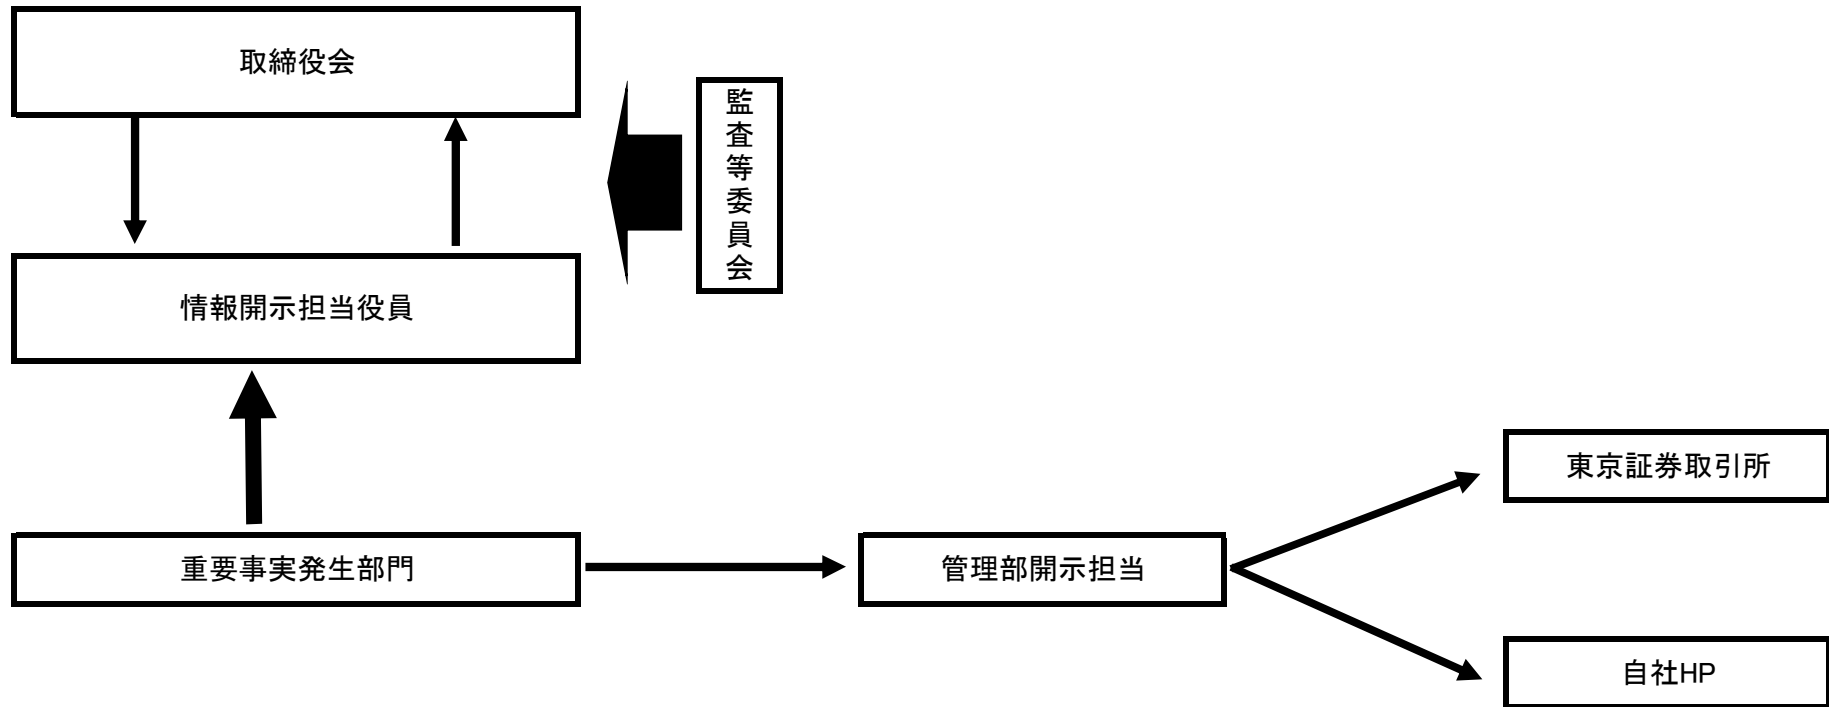 取締役会
監査等委員会
情報開示担当役員
東京証券取引所
重要事実発生部門
管理部開示担当
自社HP